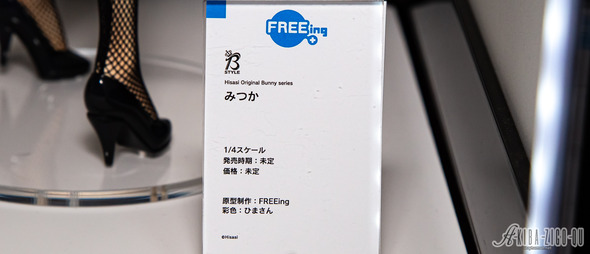 FREEing
B
STYLE
Hisasi Original Bunny series
みつか
1/4スケール
発売時期：未定
価格：未定
原型制作：FREEing
彩色：ひまさん
©Hisasi
AKIBA-ZIGO-OU